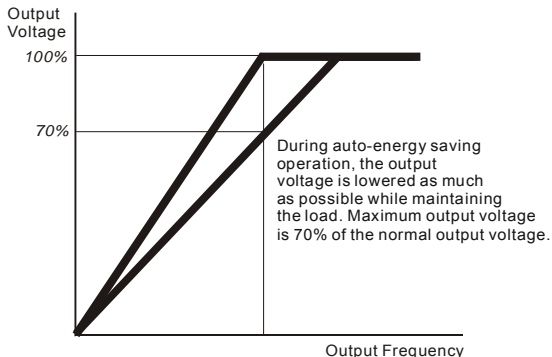 Output
Voltage
100%
70%
During auto-energy saving
operation, the output
voltage is lowered as much
as possible while maintaining
the load. Maximum output voltage
is 70% of the normal output voltage.
Output Frequency